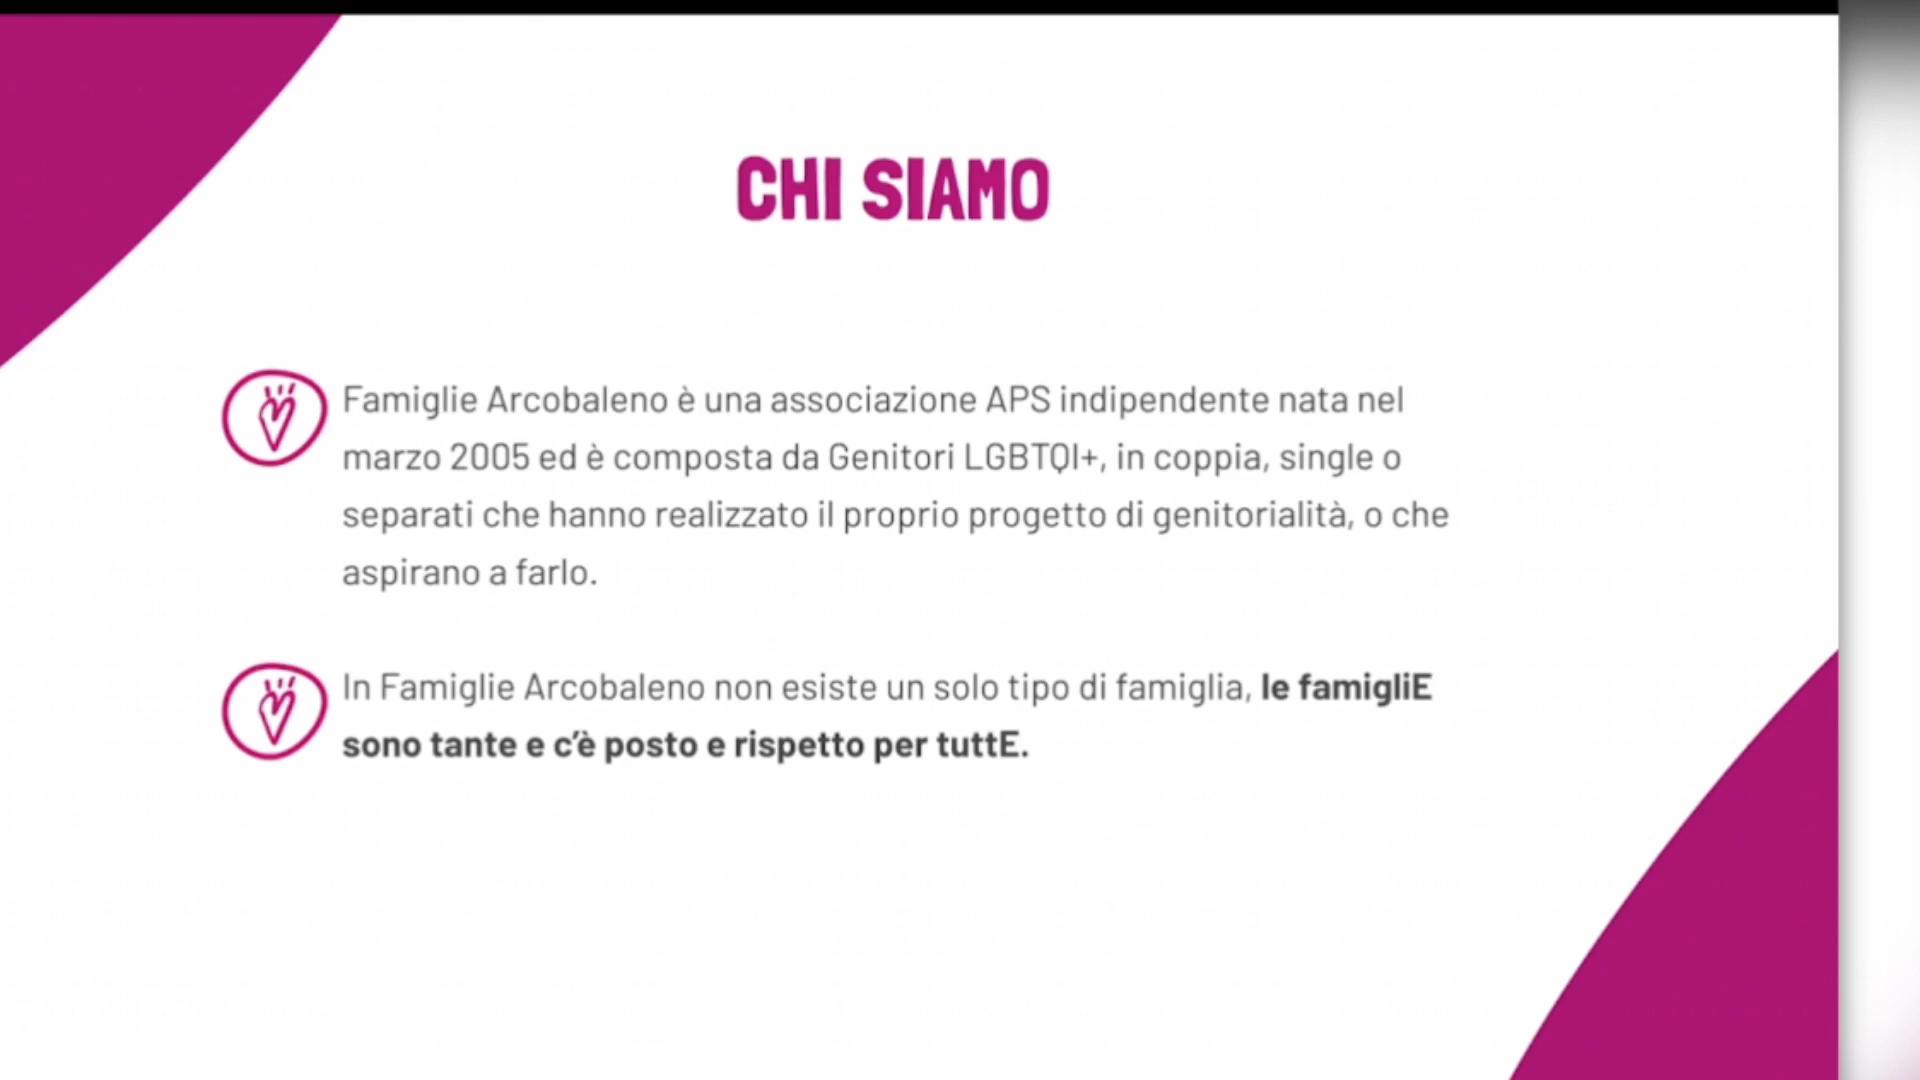 CHI SIAMO
Famiglie Arcobaleno è una associazione APS indipendente nata nel
marzo 2005 ed è composta da Genitori LGBTQI+, in coppia, single o
separati che hanno realizzato il proprio progetto di genitorialità, o che
aspirano a farlo.
In Famiglie Arcobaleno non esiste un solo tipo di famiglia, le famigliE
sono tante e c’è posto e rispetto per tuttE.